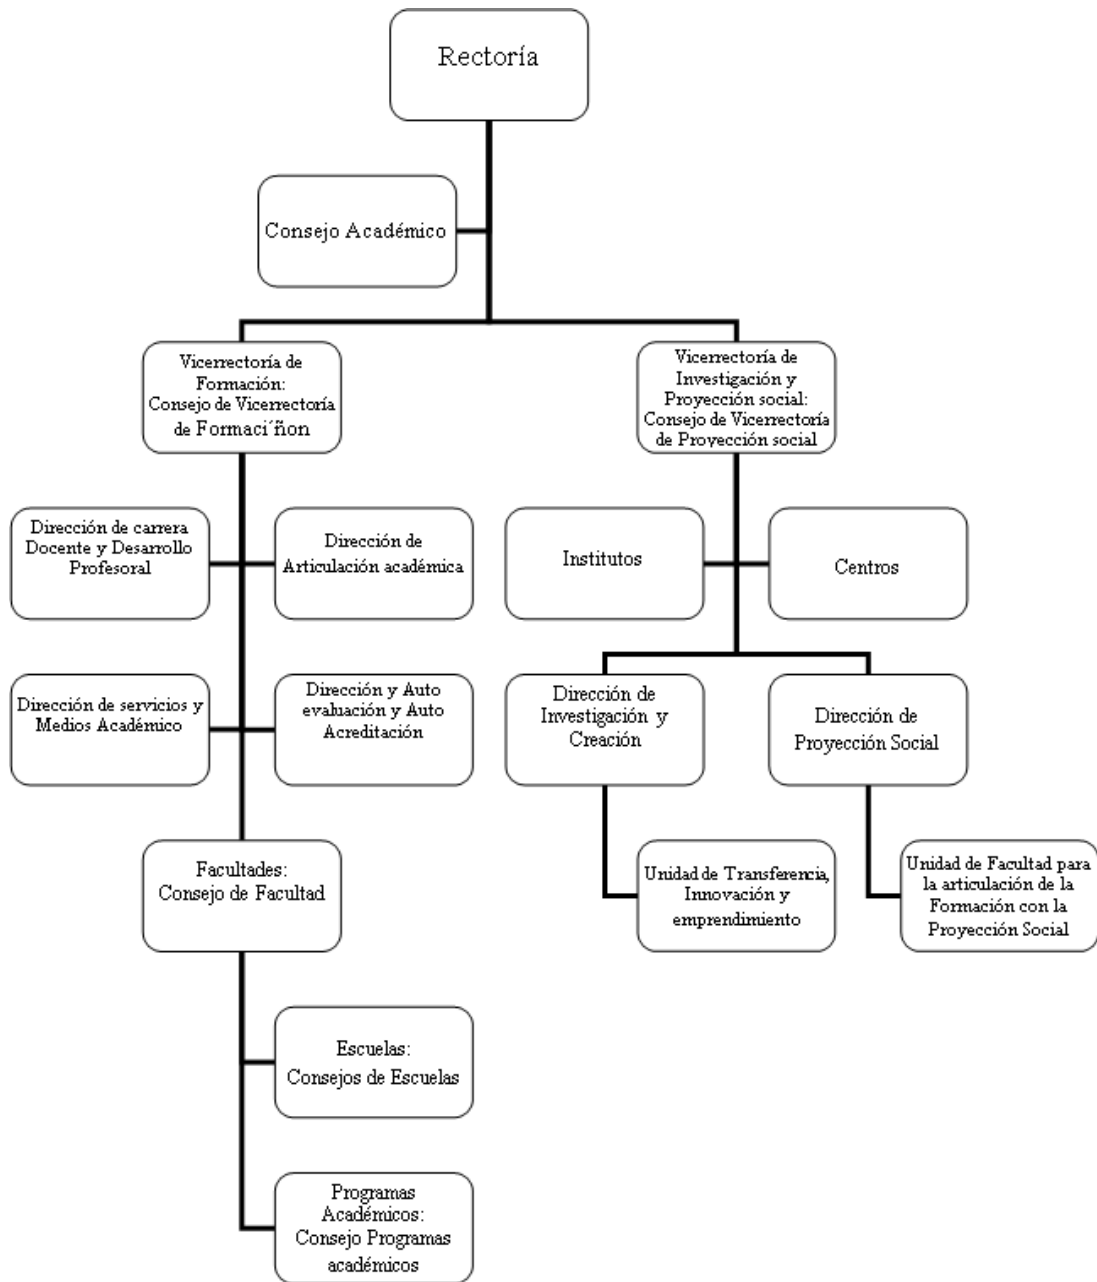 Rectoría
Consejo Académico
Vicerrectoría de
Formación:
Consejo de Vicerrectoría
de Formaci´ñon
Vicerrectoría de
Investigación y
Proyección social:
Consejo de Vicerrectoría
de Proyección social
Dirección de carrera
Docente y Desarrollo
Profesoral
Dirección de
Articulación académica
Institutos
Centros
Dirección de servicios y
Medios Académico
Dirección y Auto
evaluación y Auto
Acreditación
Dirección de
Investigación y
Creación
Dirección de
Proyección Social
Facultades:
Consejo de Facultad
Unidad de Transferencia,
Innovación y
emprendimiento
Unidad de Facultad para
la articulación de la
Formación con la
Proyección Social
Escuelas:
Consejos de Escuelas
Programas
Académicos:
Consejo Programas
académicos